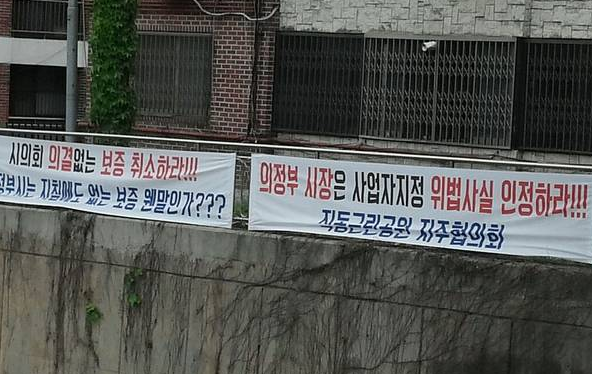 시의회 의결없는 보증 취소하라!!!
정부시는 지침에도 없는 보증 웬말인가???
의정부 시장은 사업자지정 위법사실 인정하라!!!
직동근린공원 지주협의회